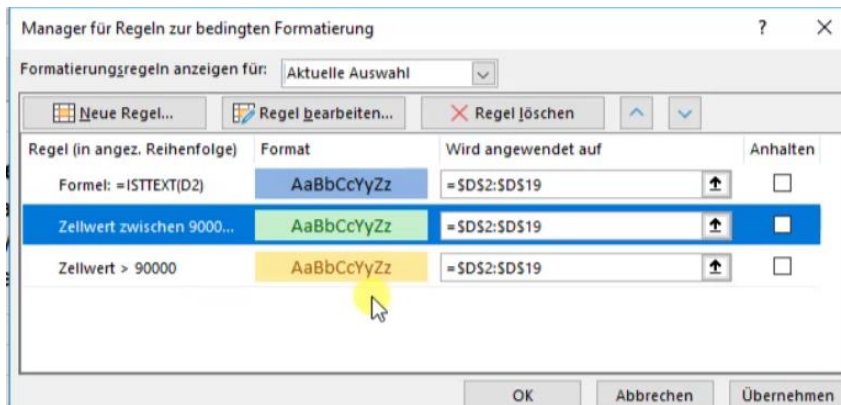 Manager für Regeln zur bedingten Formatierung ? X
Formatierungsregeln anzeigen für: Aktuelle Auswahl
Neue Regel... Regel bearbeiten... Regel löschen
Regel (in angez. Reihenfolge) Format Wird angewendet auf Anhalten
Formel: =ISTTEXT(D2) AaBbCcYyZz =$D$2:$D$19
Zellwert zwischen 9000... AaBbCcYyZz =$D$2:$D$19
Zellwert > 90000 AaBbCcYyZz =$D$2:$D$19
OK Abbrechen Übernehmen